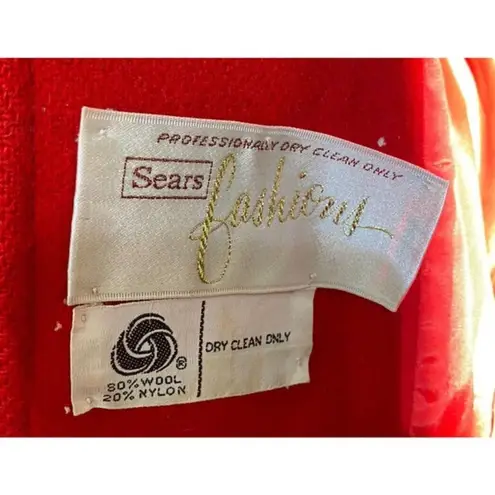 PROFESSIONALLY DRY CLEAN ONLY
Sears
fashions
DRY CLEAN ONLY
®
80% WOOL
20% NYLON